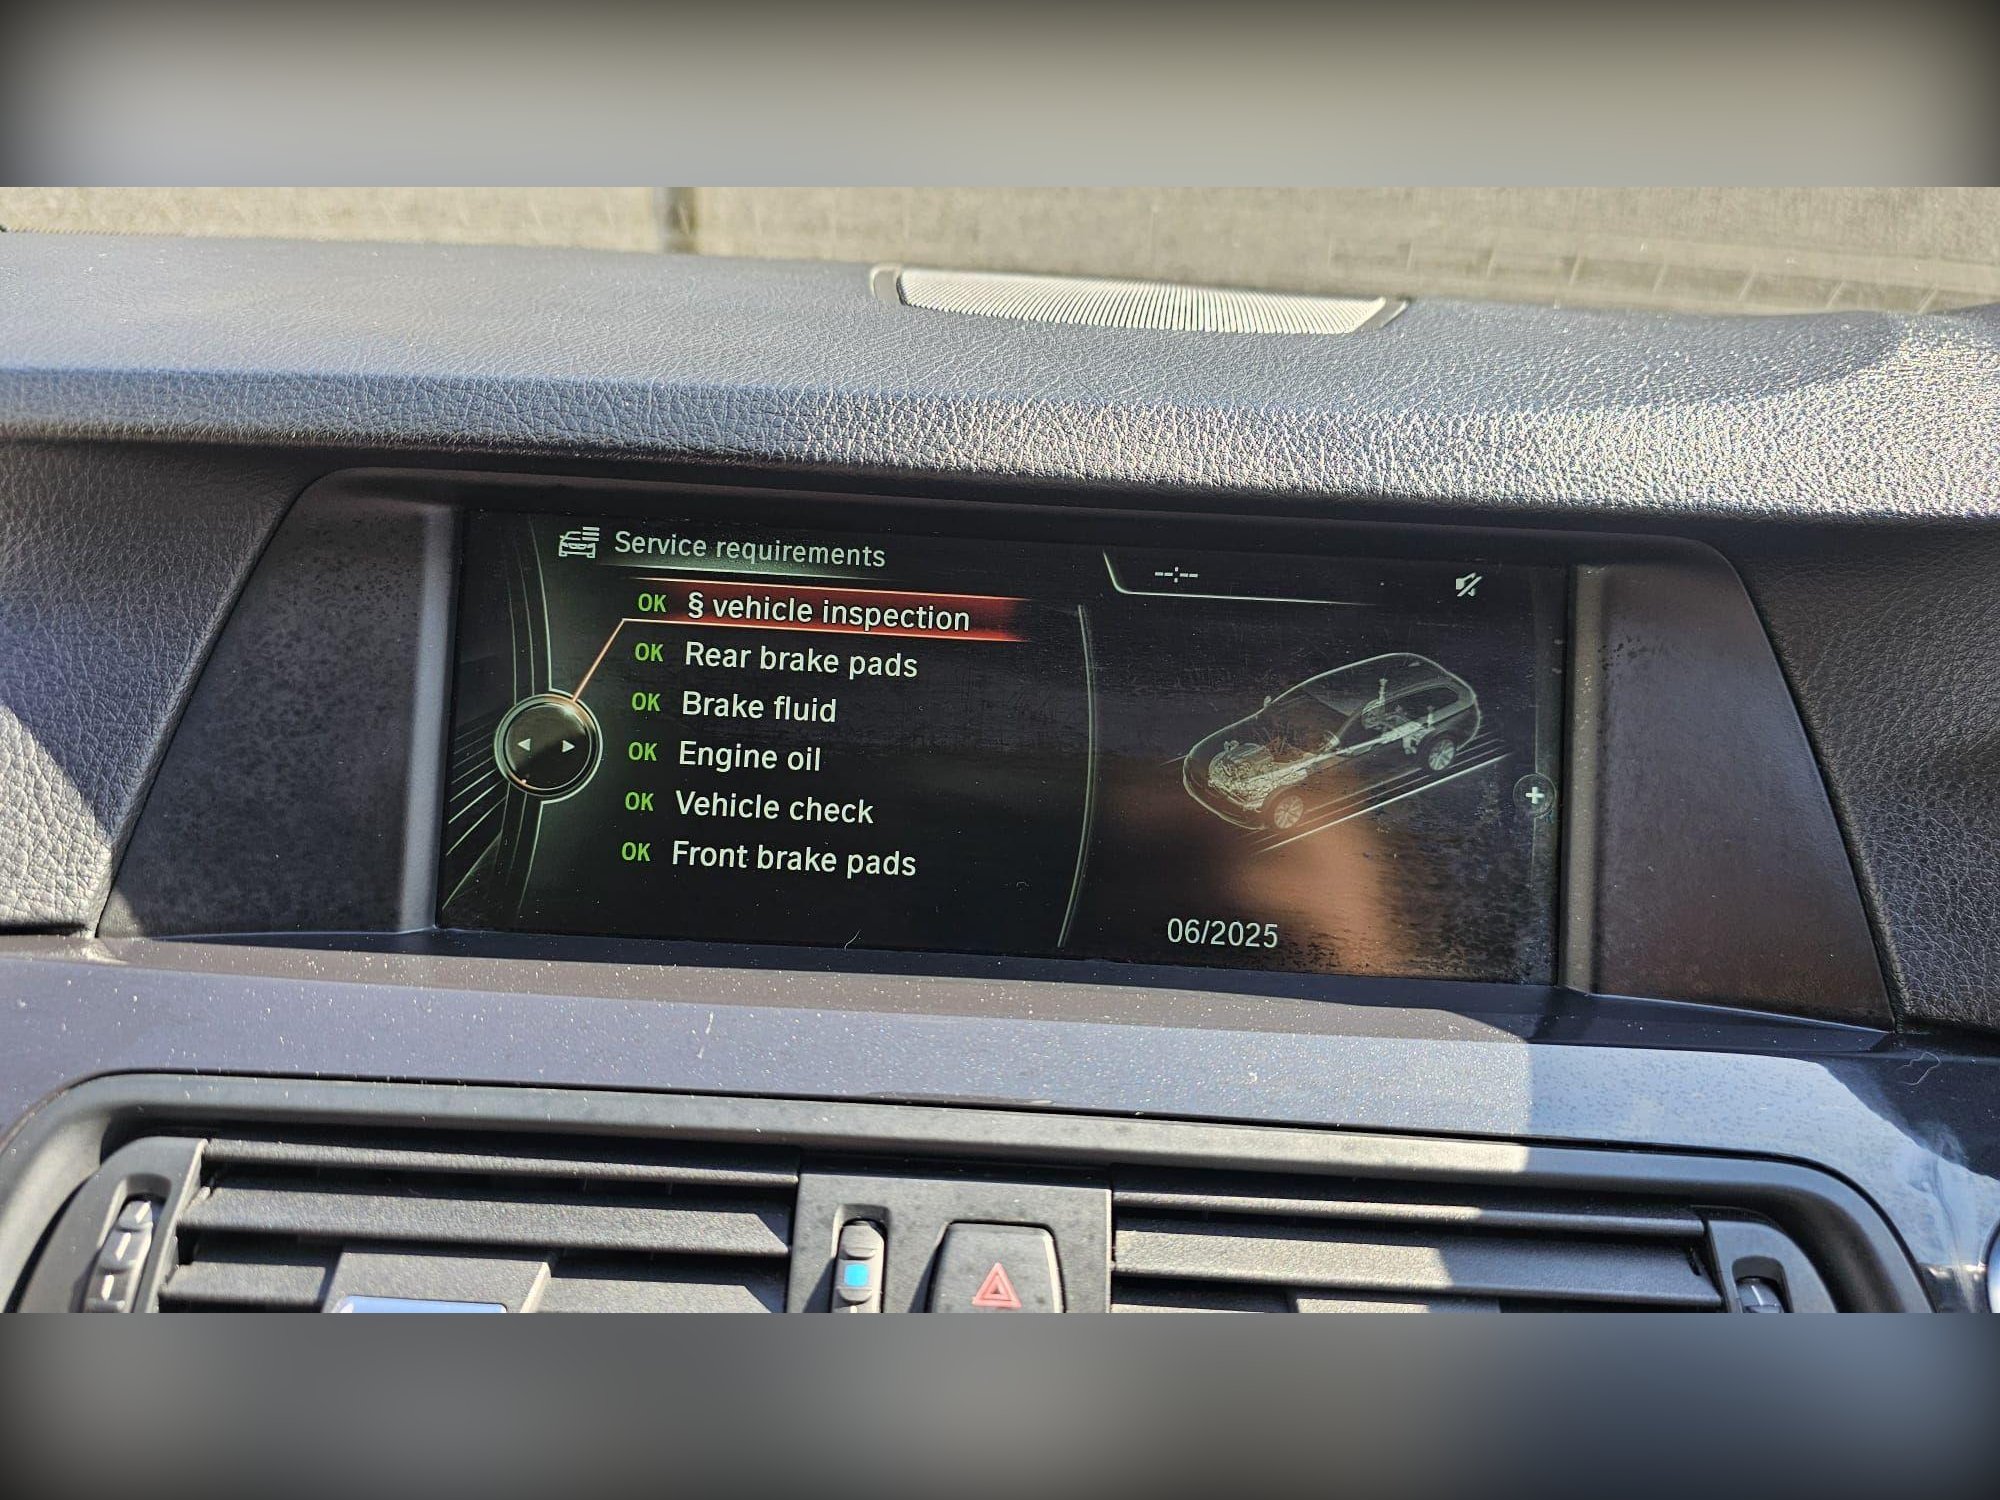 Service requirements
--:--
OK § vehicle inspection
OK Rear brake pads
OK Brake fluid
OK Engine oil
OK Vehicle check
OK Front brake pads
06/2025